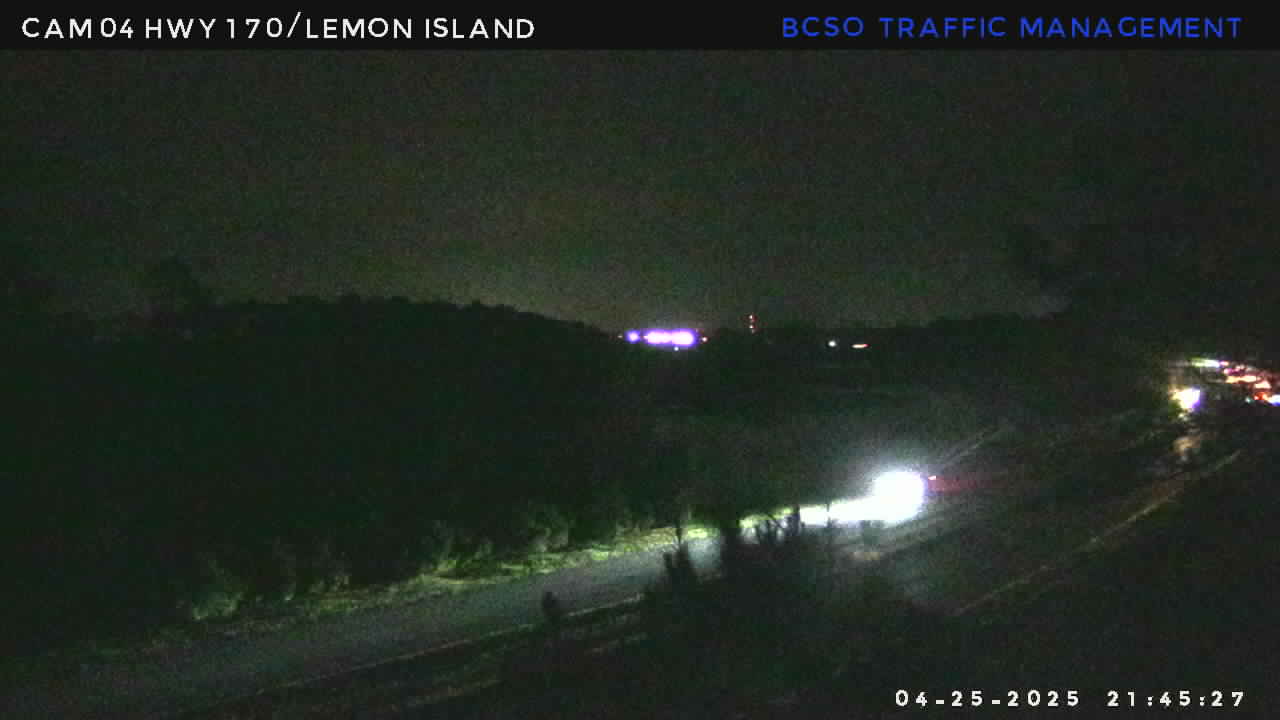 CAM04 HWY 170/LEMON ISLAND
BCSO TRAFFIC MANAGEMENT
04-25-2025 21:45:27